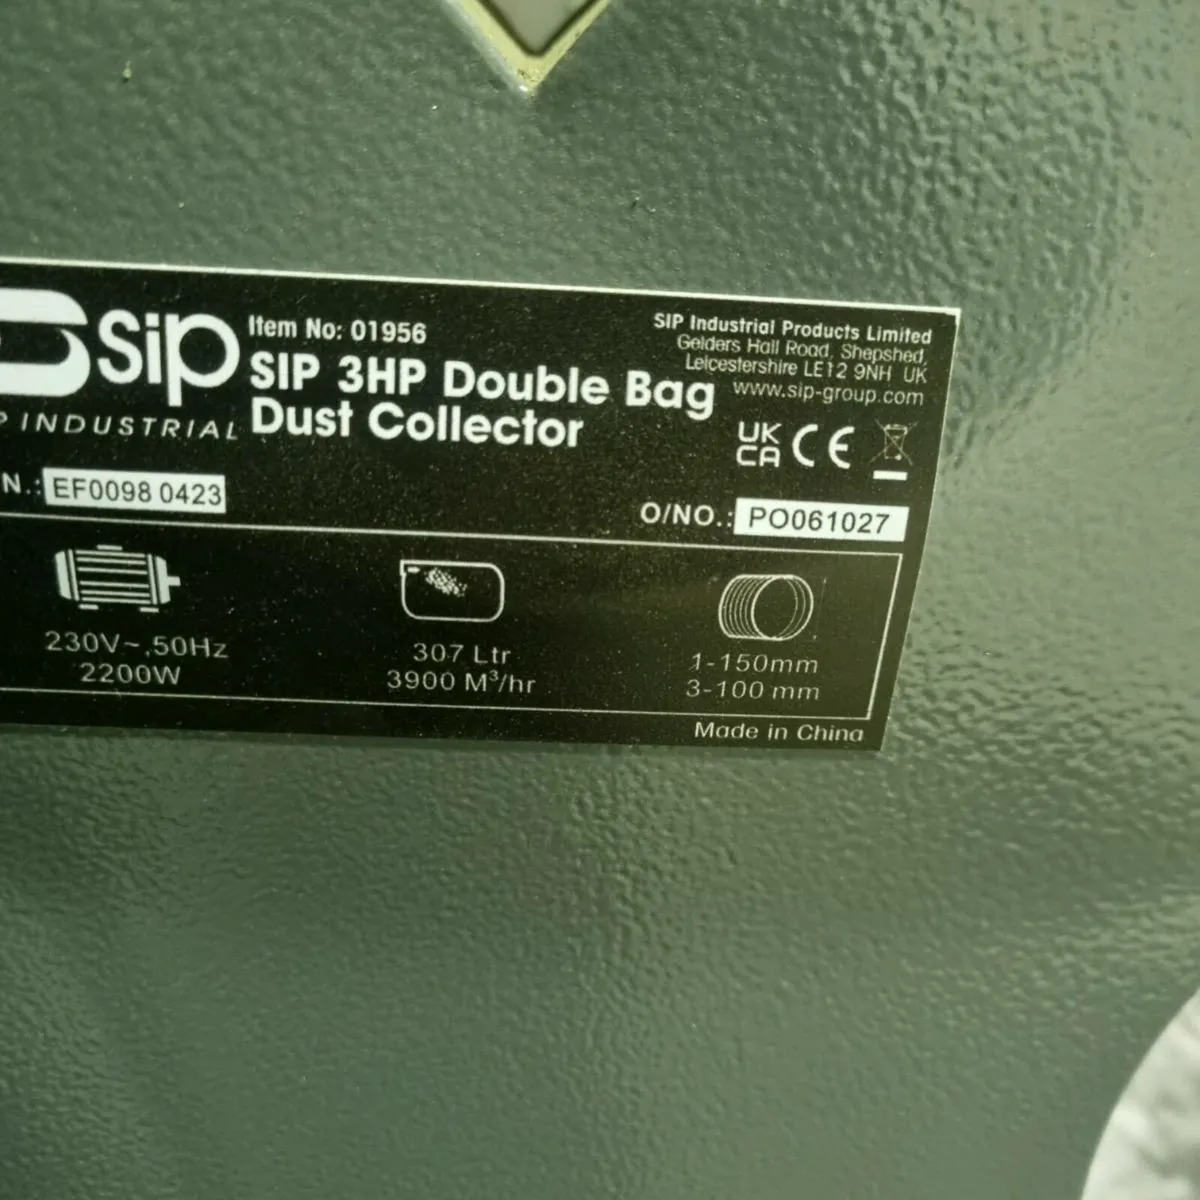 Sip
Item No: 01956
SIP 3HP Double Bag
Dust Collector
P INDUSTRIAL
SIP Industrial Products Limited
Gelders Hall Road, Shepshed,
Leicestershire LE12 9NH UK
www.sip-group.com
UK
CA CE
N.: EF0098 0423
O/NO.: PO061027
230V~,50Hz
2200W
307 Ltr
3900 M³/hr
1-150mm
3-100 mm
Made in China